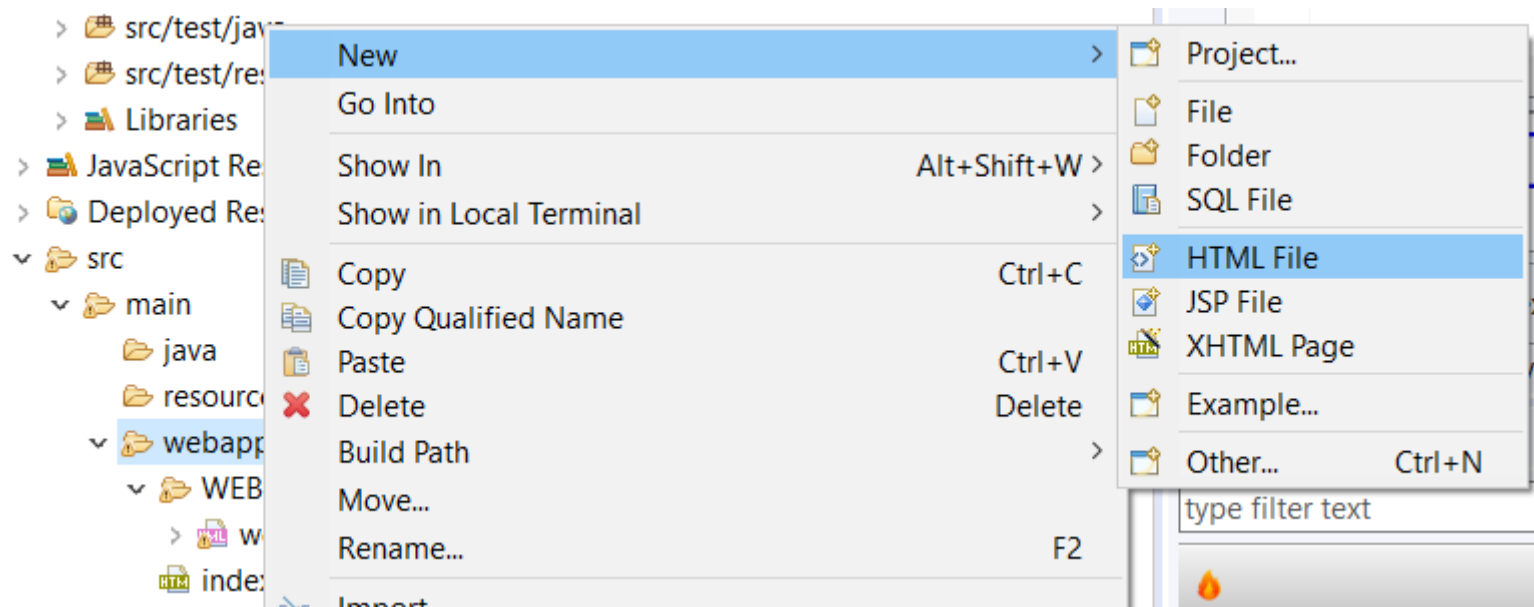 src/test/java
src/test/re
Libraries
JavaScript Re
Deployed Res
src
main
java
resourc
webapp
WEB
w
index
New
Go Into
Show In Alt+Shift+W
Show in Local Terminal
Copy Ctrl+C
Copy Qualified Name
Paste Ctrl+V
Delete Delete
Build Path
Move...
Rename... F2
Import
Project...
File
Folder
SQL File
HTML File
JSP File
XHTML Page
Example...
Other... Ctrl+N
type filter text